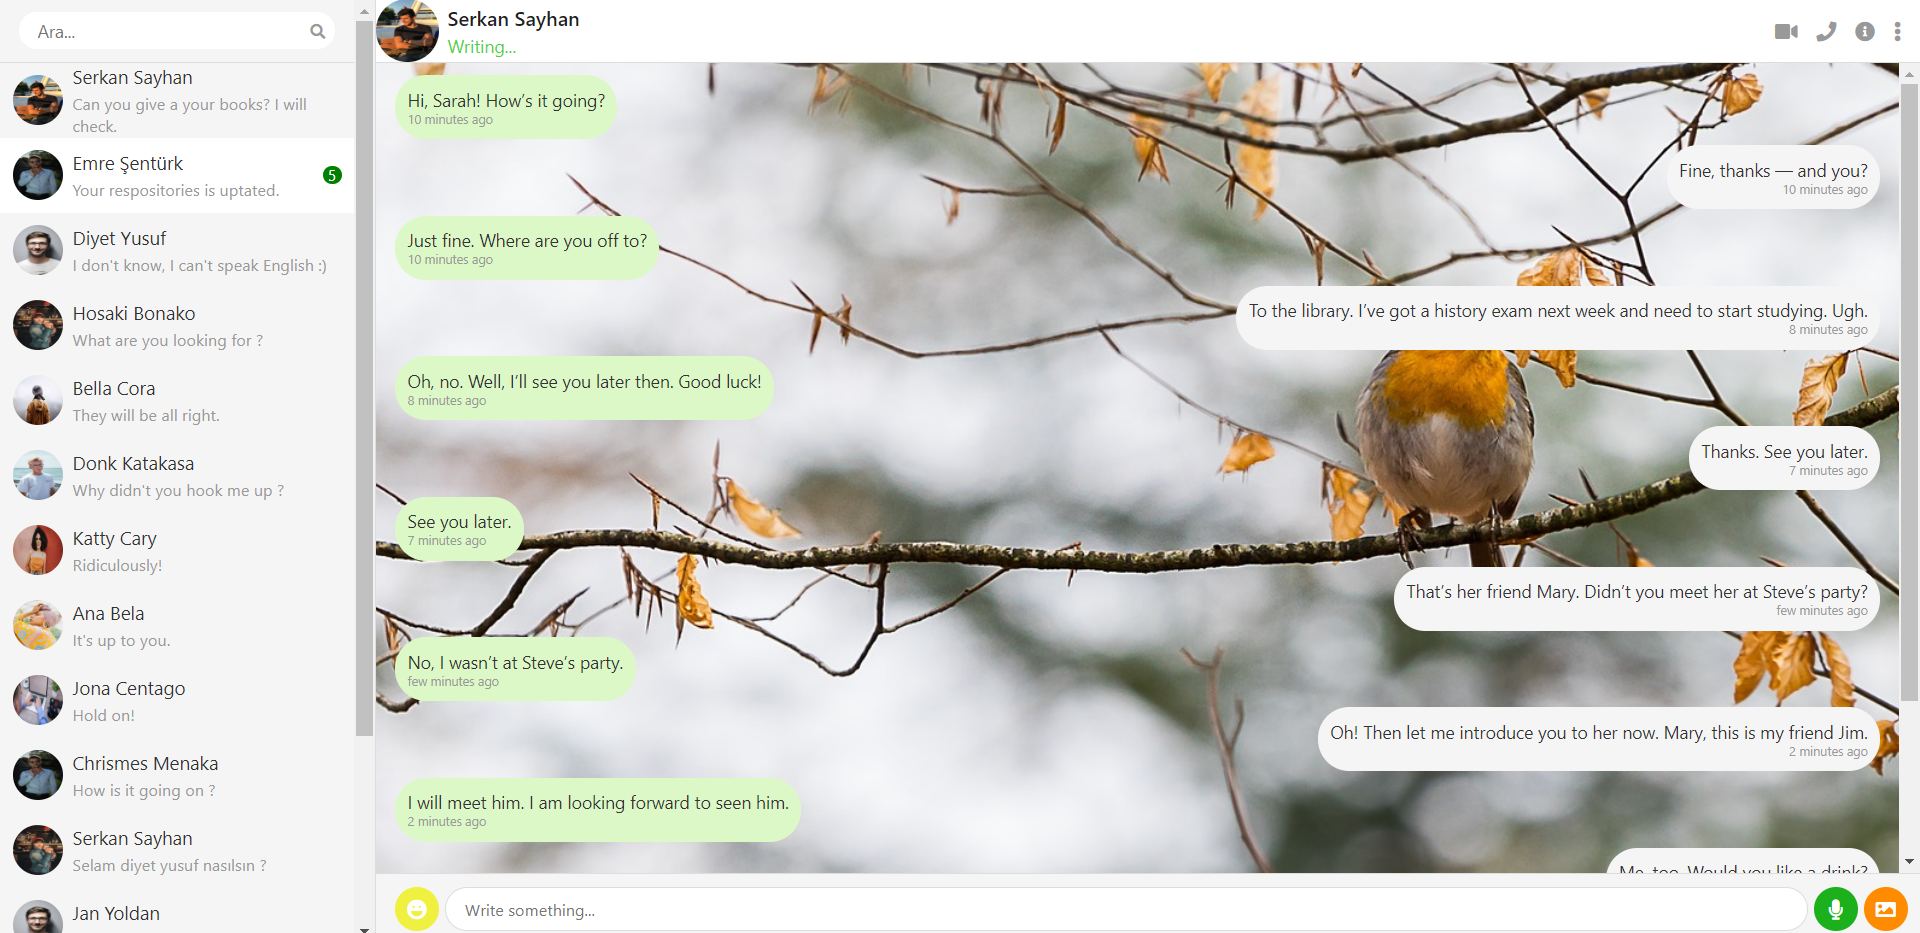 Ara...
Serkan Sayhan
Can you give a your books? I will
check.
Emre Şentürk
Your respositories is uptated.
5
Diyet Yusuf
I don't know, I can't speak English :)
Hosaki Bonako
What are you looking for ?
Bella Cora
They will be all right.
Donk Katakasa
Why didn't you hook me up ?
Katty Cary
Ridiculously!
Ana Bela
It's up to you.
Jona Centago
Hold on!
Chrismes Menaka
How is it going on ?
Serkan Sayhan
Selam diyet yusuf nasılsın ?
Jan Yoldan
Serkan Sayhan
Writing...
Hi, Sarah! How’s it going?
10 minutes ago
Fine, thanks — and you?
10 minutes ago
Just fine. Where are you off to?
10 minutes ago
To the library. I’ve got a history exam next week and need to start studying. Ugh.
8 minutes ago
Oh, no. Well, I’ll see you later then. Good luck!
8 minutes ago
Thanks. See you later.
7 minutes ago
See you later.
7 minutes ago
That’s her friend Mary. Didn’t you meet her at Steve’s party?
few minutes ago
No, I wasn’t at Steve’s party.
few minutes ago
Oh! Then let me introduce you to her now. Mary, this is my friend Jim.
2 minutes ago
I will meet him. I am looking forward to seen him.
2 minutes ago
Me, too. Would you like a drink?
Write something...